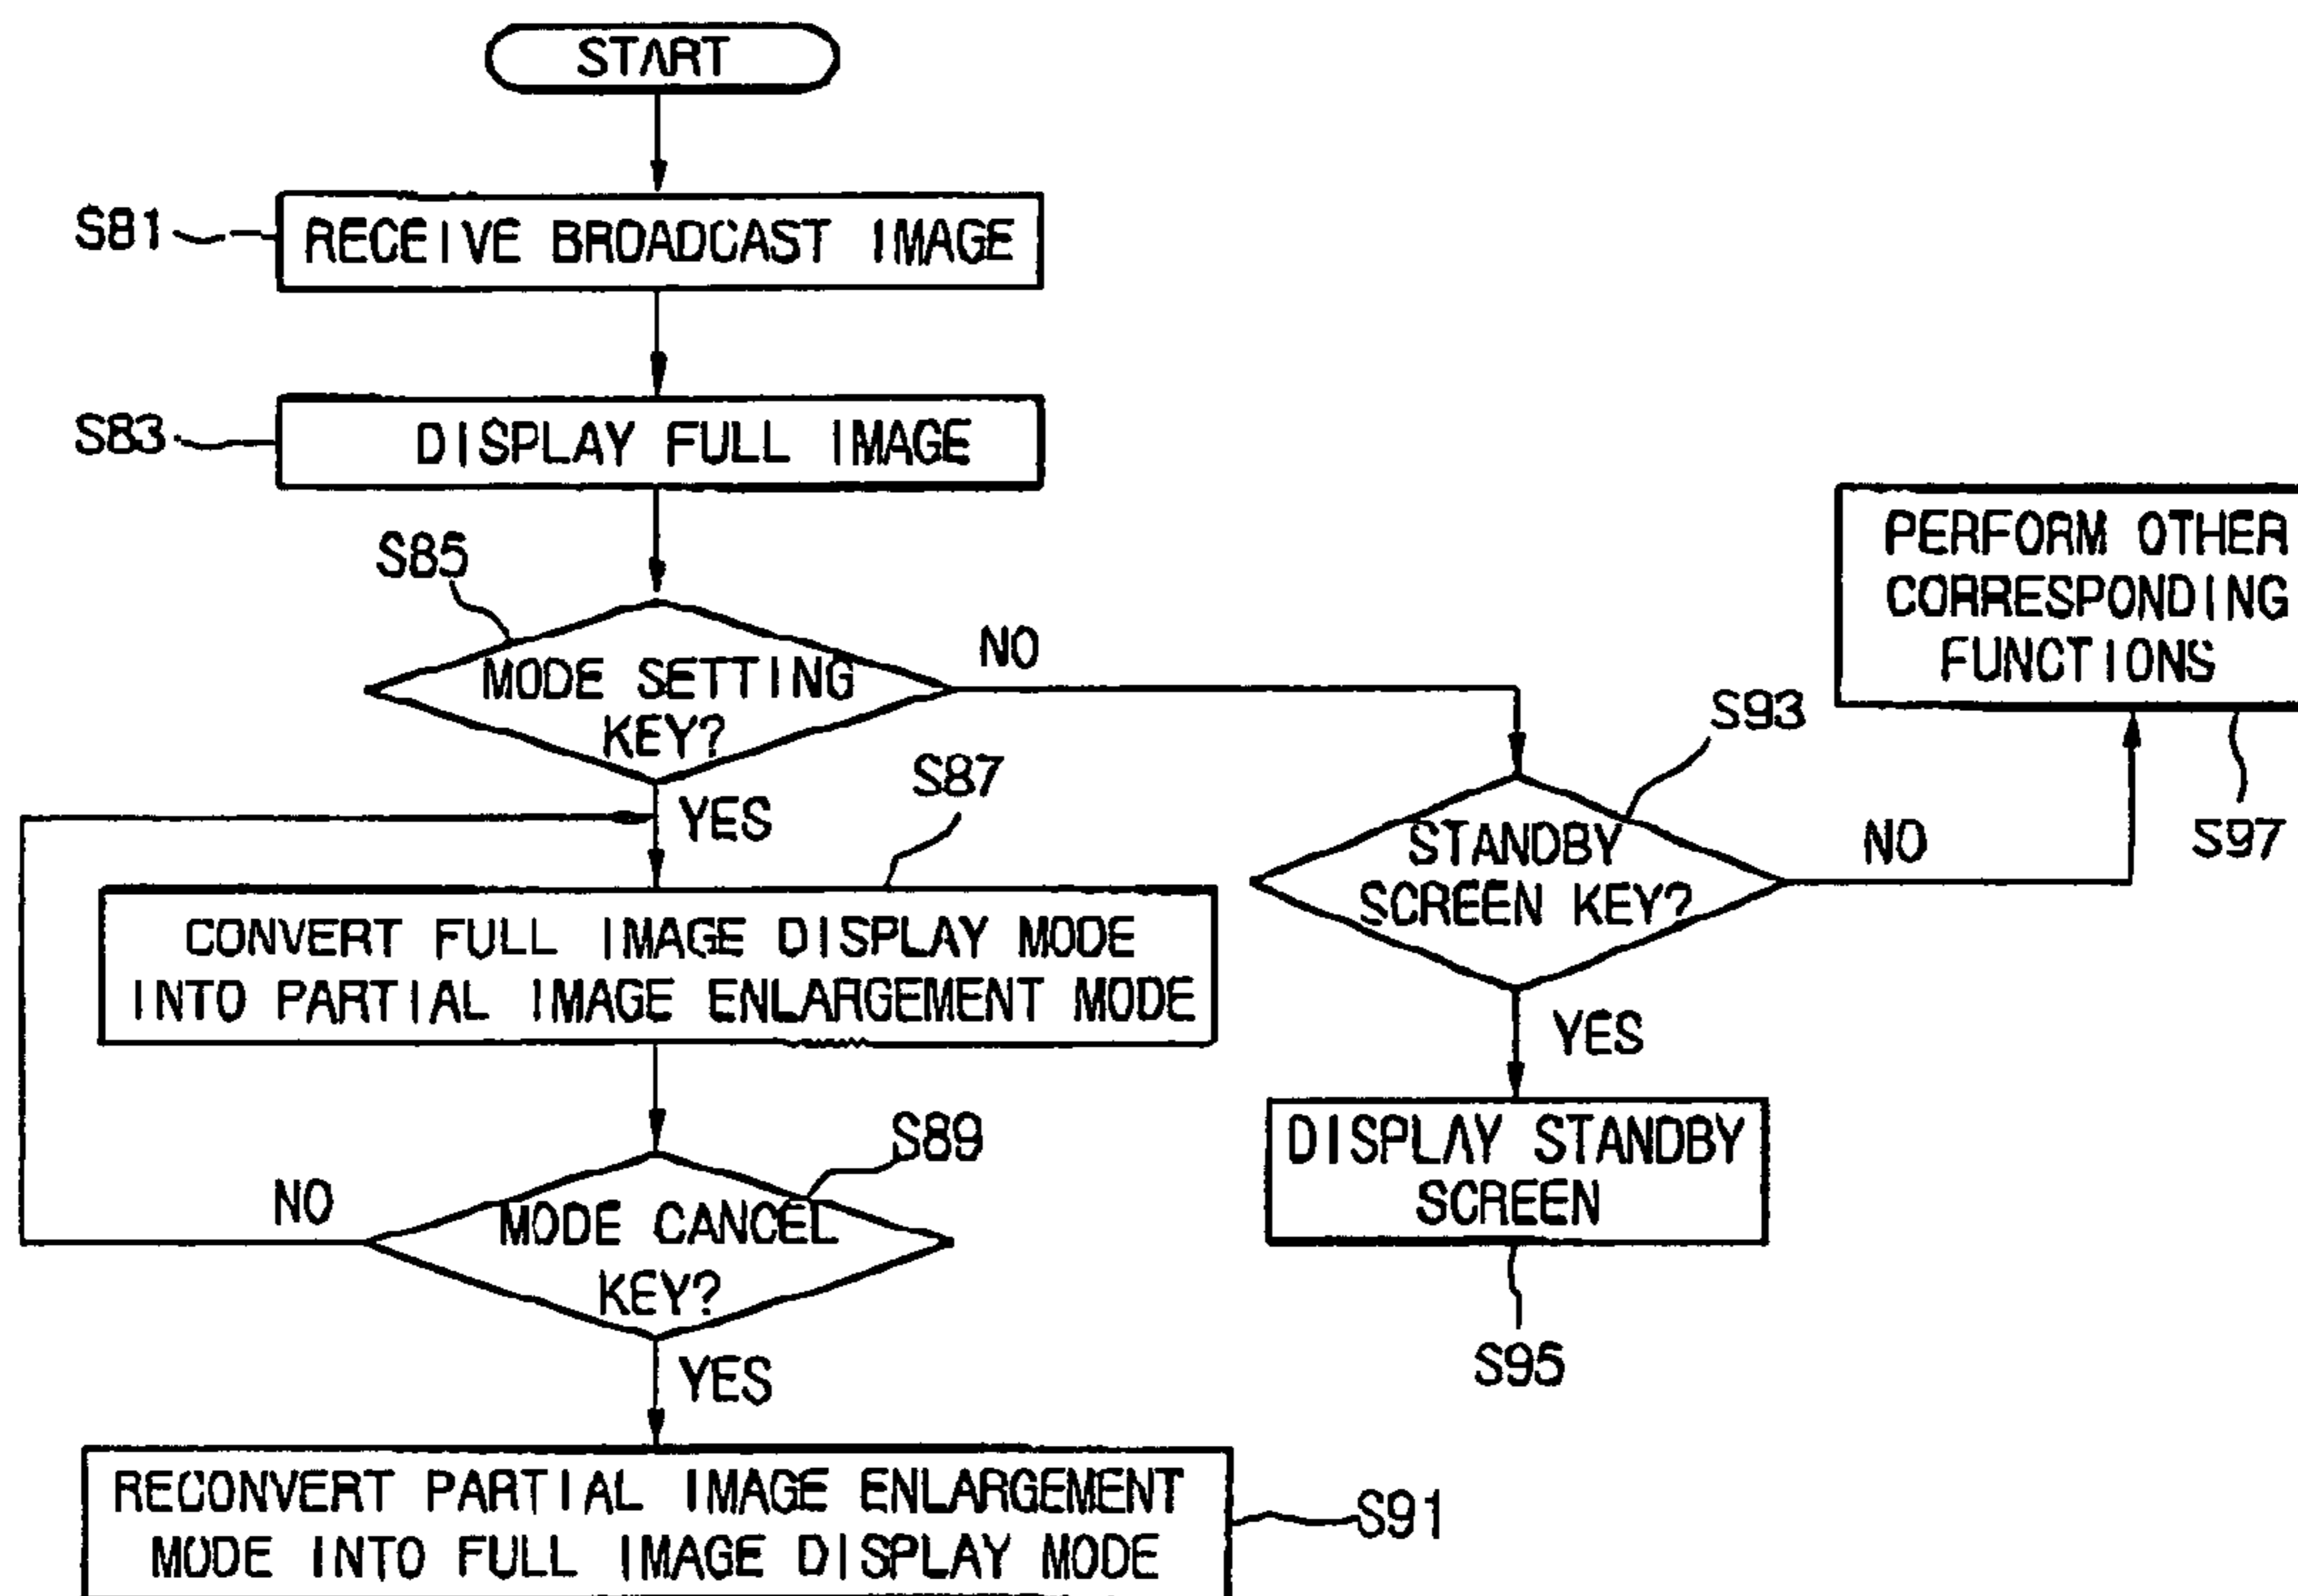 START
S81
RECEIVE BROADCAST IMAGE
S83
DISPLAY FULL IMAGE
S85
MODE SETTING
KEY?
NO
YES
S87
CONVERT FULL IMAGE DISPLAY MODE
INTO PARTIAL IMAGE ENLARGEMENT MODE
S89
MODE CANCEL
KEY?
NO
YES
RECONVERT PARTIAL IMAGE ENLARGEMENT
MODE INTO FULL IMAGE DISPLAY MODE
S91
S93
STANDBY
SCREEN KEY?
NO
YES
DISPLAY STANDBY
SCREEN
S95
PERFORM OTHER
CORRESPONDING
FUNCTIONS
S97